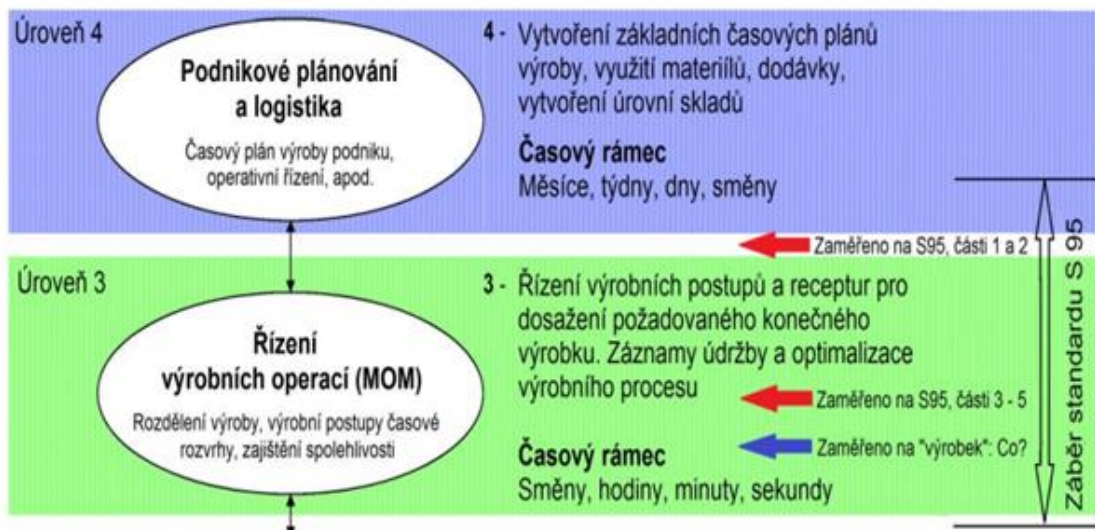 Úroveň 4
Podnikové plánování
a logistika
Časový plán výroby podniku,
operativní řízení, apod.
4 - Vytvoření základních časových plánů
výroby, využití materiílů, dodávky,
vytvoření úrovní skladů
Časový rámec
Měsíce, týdny, dny, směny
Zaměřeno na S95, části 1 a 2
Úroveň 3
Řízení
výrobních operací (MOM)
Rozdělení výroby, výrobní postupy časové
rozvrhy, zajištění spolehlivosti
3 - Řízení výrobních postupů a receptur pro
dosažení požadovaného konečného
výrobku. Záznamy údržby a optimalizace
výrobního procesu
Zaměřeno na S95, části 3 - 5
Zaměřeno na "výrobek": Co?
Časový rámec
Směny, hodiny, minuty, sekundy
Záběr standardu S 95